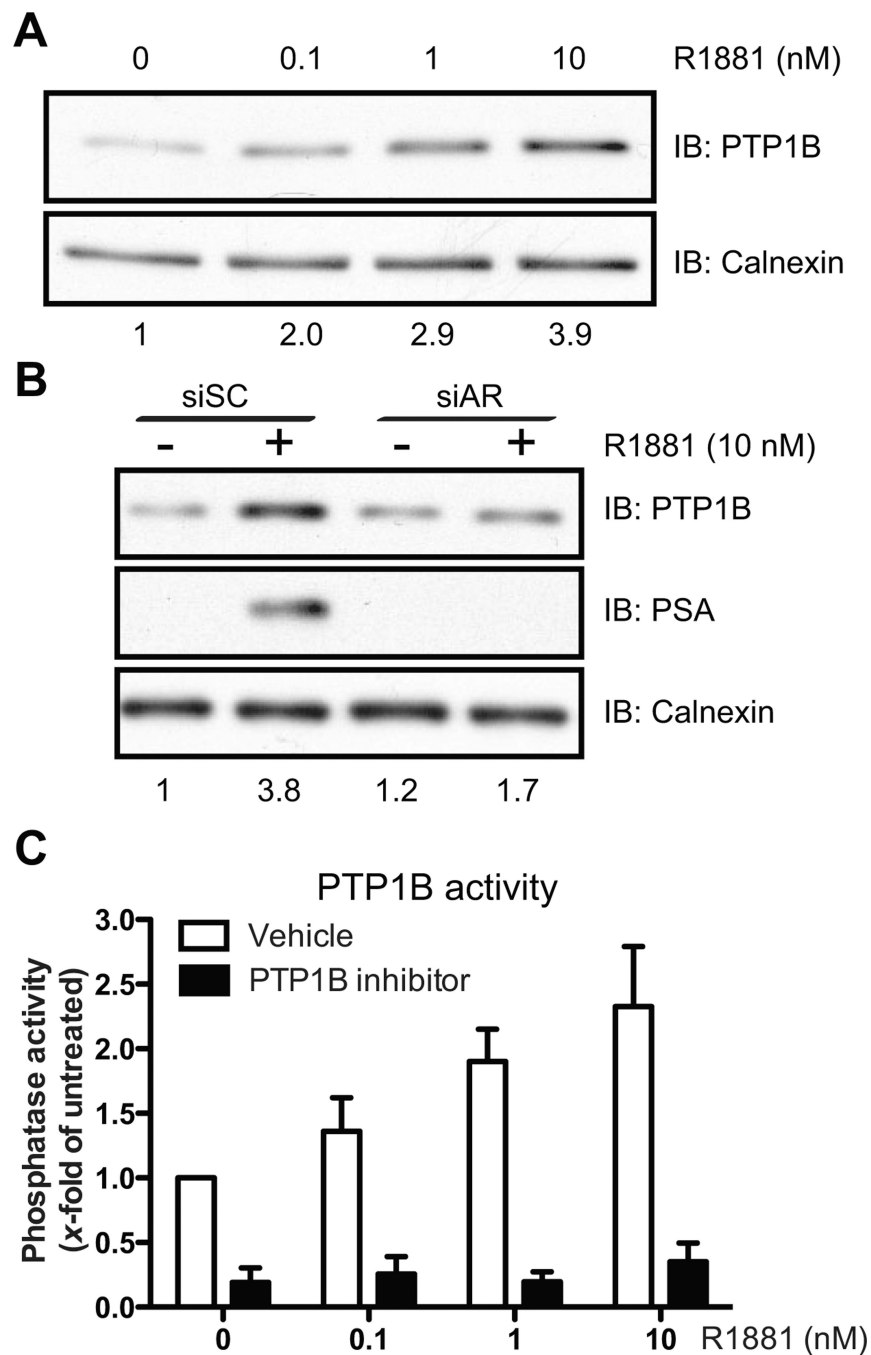 A
0 0.1 1 10 R1881 (nM)
IB: PTP1B
IB: Calnexin
1 2.0 2.9 3.9
B
siSC siAR
- + - + R1881 (10 nM)
IB: PTP1B
IB: PSA
IB: Calnexin
1 3.8 1.2 1.7
C
PTP1B activity
Phosphatase activity
(x-fold of untreated)
3.0
2.5
2.0
1.5
1.0
0.5
0.0
Vehicle
PTP1B inhibitor
0 0.1 1 10 R1881 (nM)